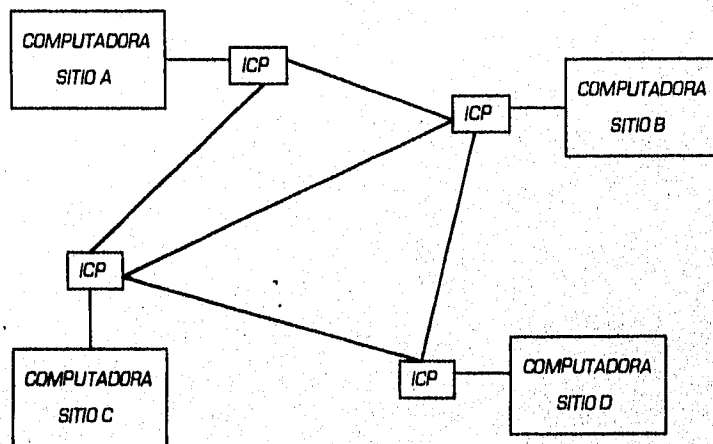 COMPUTADORA
SITIO A
ICP
ICP
COMPUTADORA
SITIO B
ICP
COMPUTADORA
SITIO C
ICP
COMPUTADORA
SITIO D